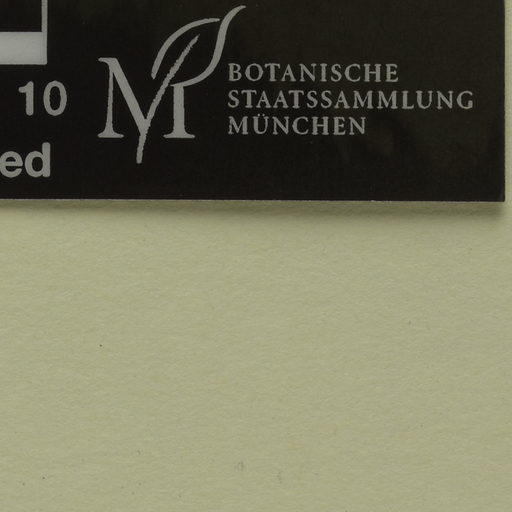 10
ed
BOTANISCHE
STAATSSAMMLUNG
MÜNCHEN